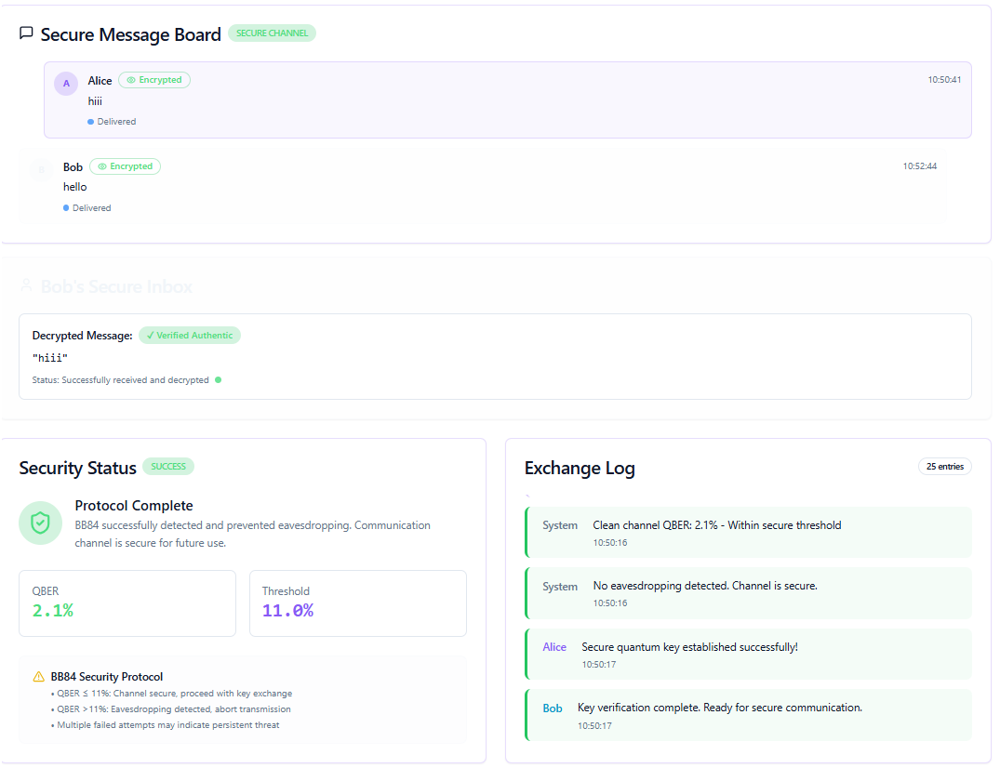 Secure Message Board SECURE CHANNEL
A Alice Encrypted 10:50:41
hiii
Delivered
Bob Encrypted 10:52:44
hello
Delivered
Bob's Secure Inbox
Decrypted Message: ✓ Verified Authentic
"hiii"
Status: Successfully received and decrypted
Security Status SUCCESS
Protocol Complete
BB84 successfully detected and prevented eavesdropping. Communication
channel is secure for future use.
QBER
2.1%
Threshold
11.0%
BB84 Security Protocol
• QBER ≤ 11%: Channel secure, proceed with key exchange
• QBER >11%: Eavesdropping detected, abort transmission
• Multiple failed attempts may indicate persistent threat
Exchange Log 25 entries
System Clean channel QBER: 2.1% - Within secure threshold
10:50:16
System No eavesdropping detected. Channel is secure.
10:50:16
Alice Secure quantum key established successfully!
10:50:17
Bob Key verification complete. Ready for secure communication.
10:50:17